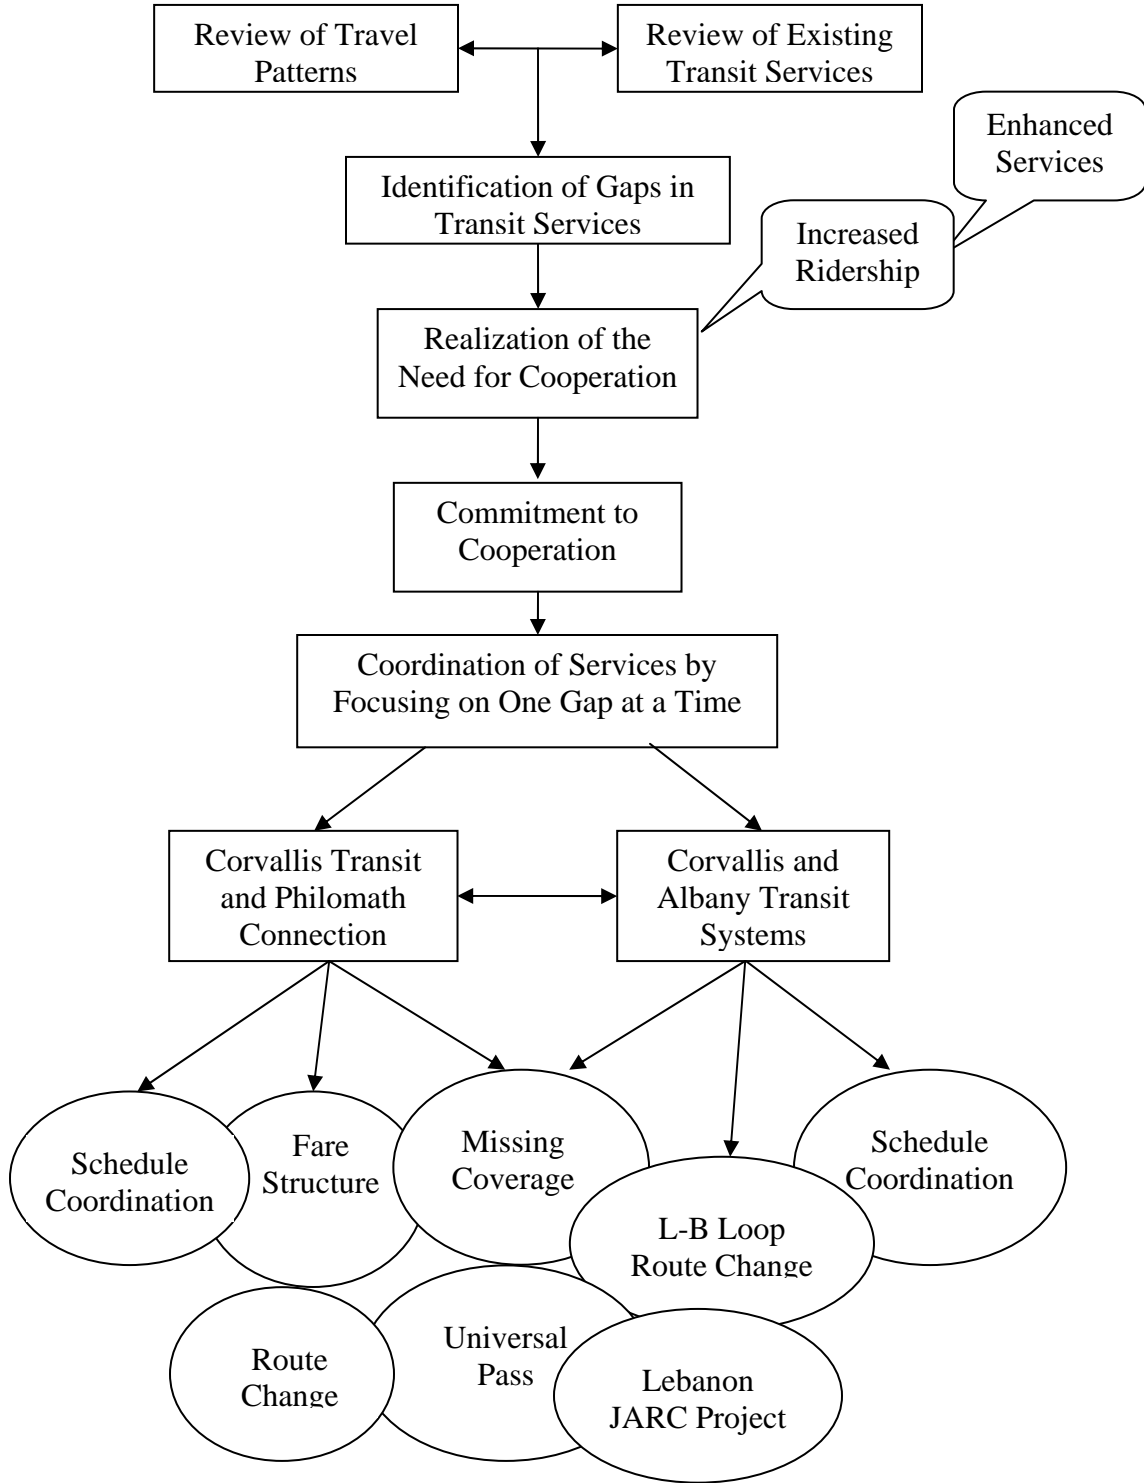 Review of Travel
Patterns
Review of Existing
Transit Services
Enhanced
Services
Identification of Gaps in
Transit Services
Increased
Ridership
Realization of the
Need for Cooperation
Commitment to
Cooperation
Coordination of Services by
Focusing on One Gap at a Time
Corvallis Transit
and Philomath
Connection
Corvallis and
Albany Transit
Systems
Schedule
Coordination
Fare
Structure
Missing
Coverage
L-B Loop
Route Change
Schedule
Coordination
Route
Change
Universal
Pass
Lebanon
JARC Project